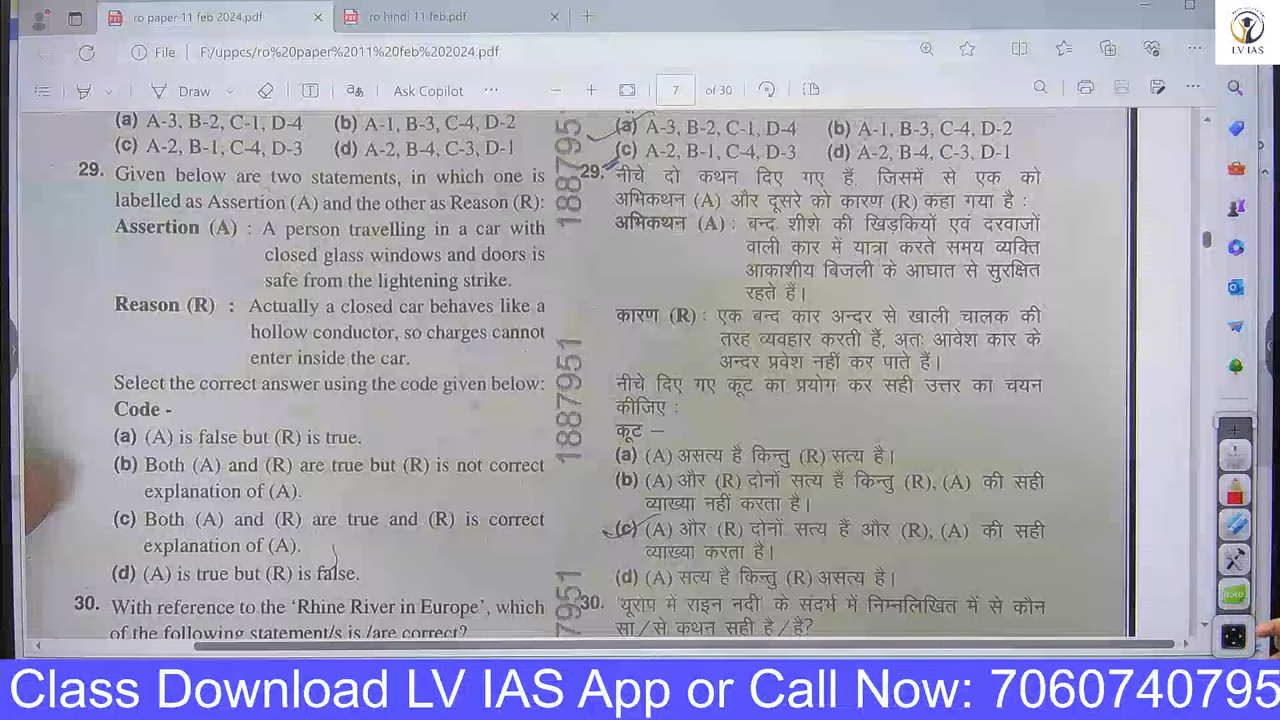 ro paper 11 feb 2024.pdf
ro hindi 11 feb.pdf
LV IAS
File F:/uppcs/ro%20paper%2011%20feb%202024.pdf
Draw
Ask Copilot
7 of 30
(a) A-3, B-2, C-1, D-4 (b) A-1, B-3, C-4, D-2
(c) A-2, B-1, C-4, D-3 (d) A-2, B-4, C-3, D-1
29. Given below are two statements, in which one is
labelled as Assertion (A) and the other as Reason (R):
Assertion (A) : A person travelling in a car with
closed glass windows and doors is
safe from the lightening strike.
Reason (R) : Actually a closed car behaves like a
hollow conductor, so charges cannot
enter inside the car.
Select the correct answer using the code given below:
Code -
(a) (A) is false but (R) is true.
(b) Both (A) and (R) are true but (R) is not correct
explanation of (A).
(c) Both (A) and (R) are true and (R) is correct
explanation of (A).
(d) (A) is true but (R) is false.
30. With reference to the ‘Rhine River in Europe’, which
of the following statement/s is /are correct?
188795
1887951
7951
(a) A-3, B-2, C-1, D-4 (b) A-1, B-3, C-4, D-2
(c) A-2, B-1, C-4, D-3 (d) A-2, B-4, C-3, D-1
29. नीचे दो कथन दिए गए हैं, जिसमें से एक को
अभिकथन (A) और दूसरे को कारण (R) कहा गया है :
अभिकथन (A) : बन्द शीशे की खिड़कियों एवं दरवाजों
वाली कार में यात्रा करते समय व्यक्ति
आकाशीय बिजली के आघात से सुरक्षित
रहते हैं।
कारण (R) : एक बन्द कार अन्दर से खाली चालक की
तरह व्यवहार करती हैं, अतः आवेश कार के
अन्दर प्रवेश नहीं कर पाते हैं।
नीचे दिए गए कूट का प्रयोग कर सही उत्तर का चयन
कीजिए :
कूट –
(a) (A) असत्य है किन्तु (R) सत्य है।
(b) (A) और (R) दोनों सत्य हैं किन्तु (R), (A) की सही
व्याख्या नहीं करता है।
(c) (A) और (R) दोनों सत्य हैं और (R), (A) की सही
व्याख्या करता है।
(d) (A) सत्य है किन्तु (R) असत्य है।
30. 'यूरोप में राइन नदी' के संदर्भ में निम्नलिखित में से कौन
सा/से कथन सही है/हैं?
Note
Class Download LV IAS App or Call Now: 7060740795